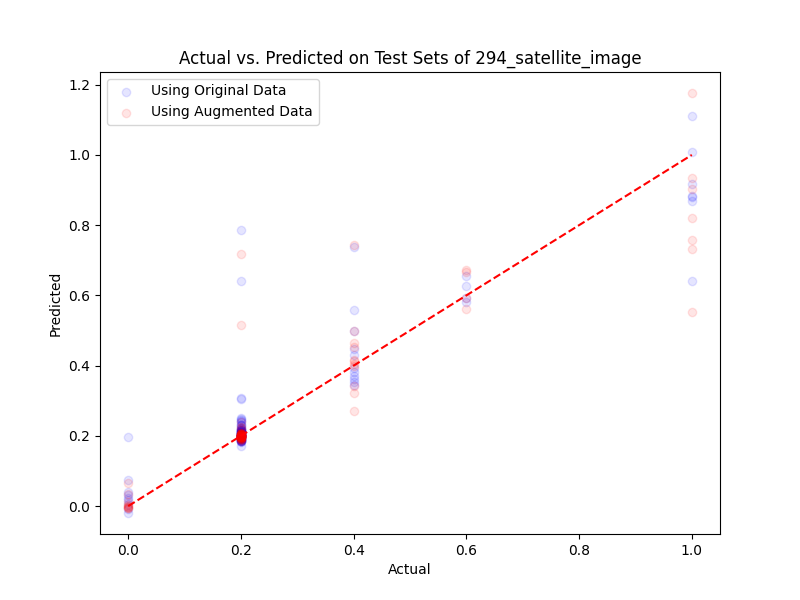 Actual vs. Predicted on Test Sets of 294_satellite_image
Using Original Data
Using Augmented Data
1.2
1.0
0.8
0.6
0.4
0.2
0.0
Predicted
0.0 0.2 0.4 0.6 0.8 1.0
Actual